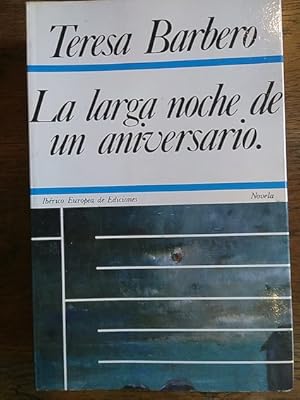 Teresa Barbero
La larga noche de
un aniversario.
Ibérico Europea de Ediciones Novela